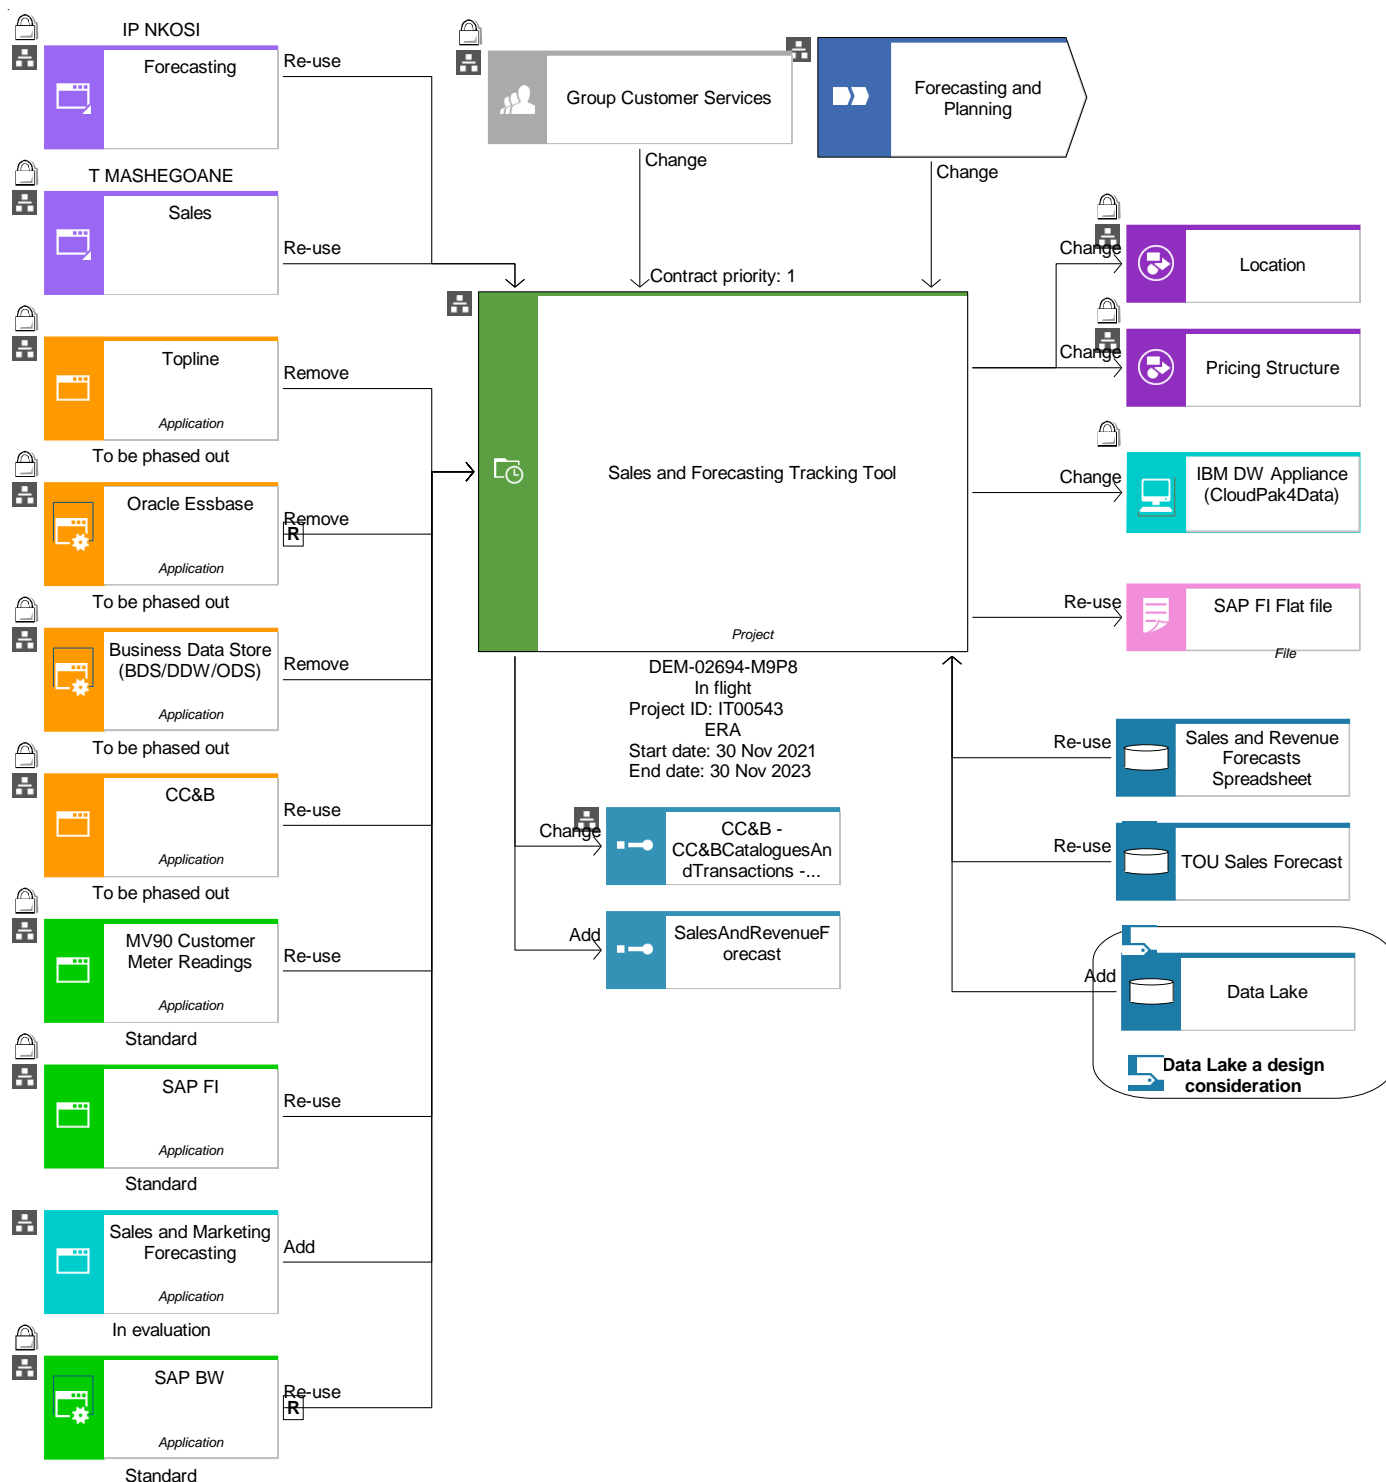 IP NKOSI
Forecasting
Re-use
T MASHEGOANE
Sales
Re-use
Topline
Application
Remove
To be phased out
Oracle Essbase
Application
Remove
R
To be phased out
Business Data Store
(BDS/DDW/ODS)
Application
Remove
To be phased out
CC&B
Application
Re-use
To be phased out
MV90 Customer
Meter Readings
Application
Re-use
Standard
SAP FI
Application
Re-use
Standard
Sales and Marketing
Forecasting
Application
Add
In evaluation
SAP BW
Application
Re-use
R
Standard
Group Customer Services
Change
Forecasting and
Planning
Change
Contract priority: 1
Sales and Forecasting Tracking Tool
Project
DEM-02694-M9P8
In flight
Project ID: IT00543
ERA
Start date: 30 Nov 2021
End date: 30 Nov 2023
Change
CC&B -
CC&BCataloguesAn
dTransactions -...
Add
SalesAndRevenueF
orecast
Change
Location
Change
Pricing Structure
Change
IBM DW Appliance
(CloudPak4Data)
Re-use
SAP FI Flat file
File
Re-use
Sales and Revenue
Forecasts
Spreadsheet
Re-use
TOU Sales Forecast
Add
Data Lake
Data Lake a design
consideration